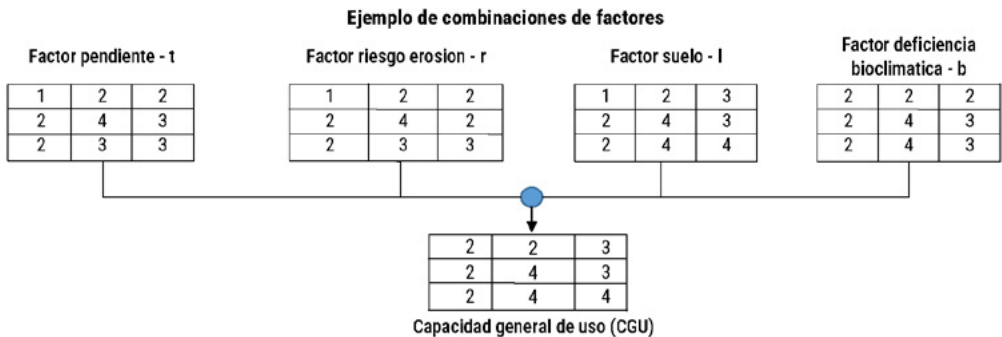 Ejemplo de combinaciones de factores
Factor pendiente - t
1 2 2
2 4 3
2 3 3
Factor riesgo erosion - r
1 2 2
2 4 2
2 3 3
Factor suelo - l
1 2 3
2 4 3
2 4 4
Factor deficiencia
bioclimatica - b
2 2 2
2 4 3
2 4 3
2 2 3
2 4 3
2 4 4
Capacidad general de uso (CGU)